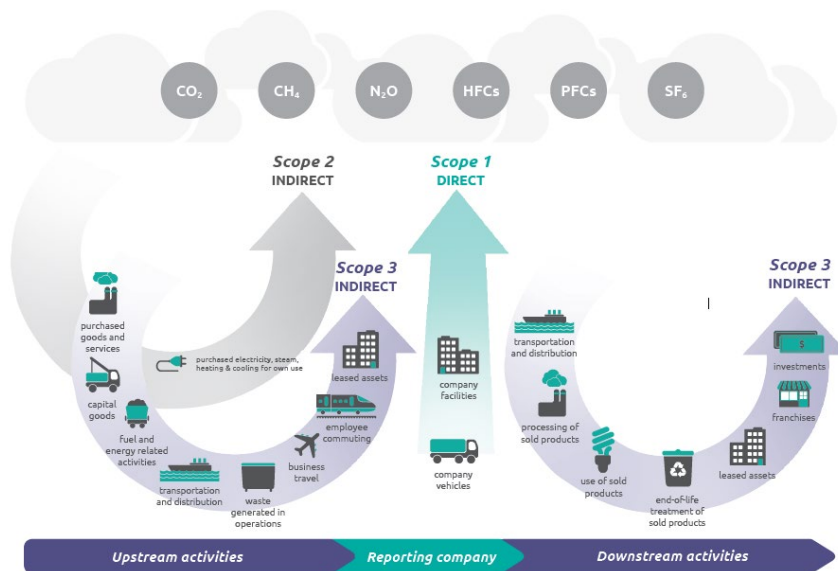 CO₂
CH₄
N₂O
HFCs
PFCs
SF₆
Scope 2
INDIRECT
Scope 1
DIRECT
Scope 3
INDIRECT
Scope 3
INDIRECT
purchased
goods and
services
capital
goods
fuel and
energy related
activities
transportation
and distribution
waste
generated in
operations
business
travel
employee
commuting
leased assets
purchased electricity, steam,
heating & cooling for own use
company
facilities
company
vehicles
transportation
and distribution
processing of
sold products
use of sold
products
end-of-life
treatment of
sold products
leased assets
franchises
investments
$
Upstream activities
Reporting company
Downstream activities